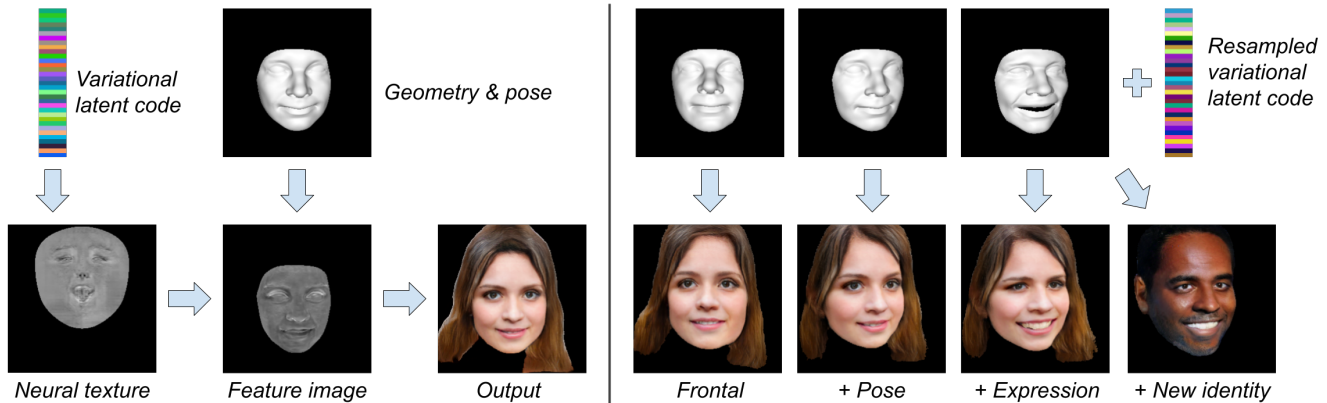 Variational
latent code
Geometry & pose
Neural texture
Feature image
Output
Resampled
variational
latent code
Frontal
+ Pose
+ Expression
+ New identity